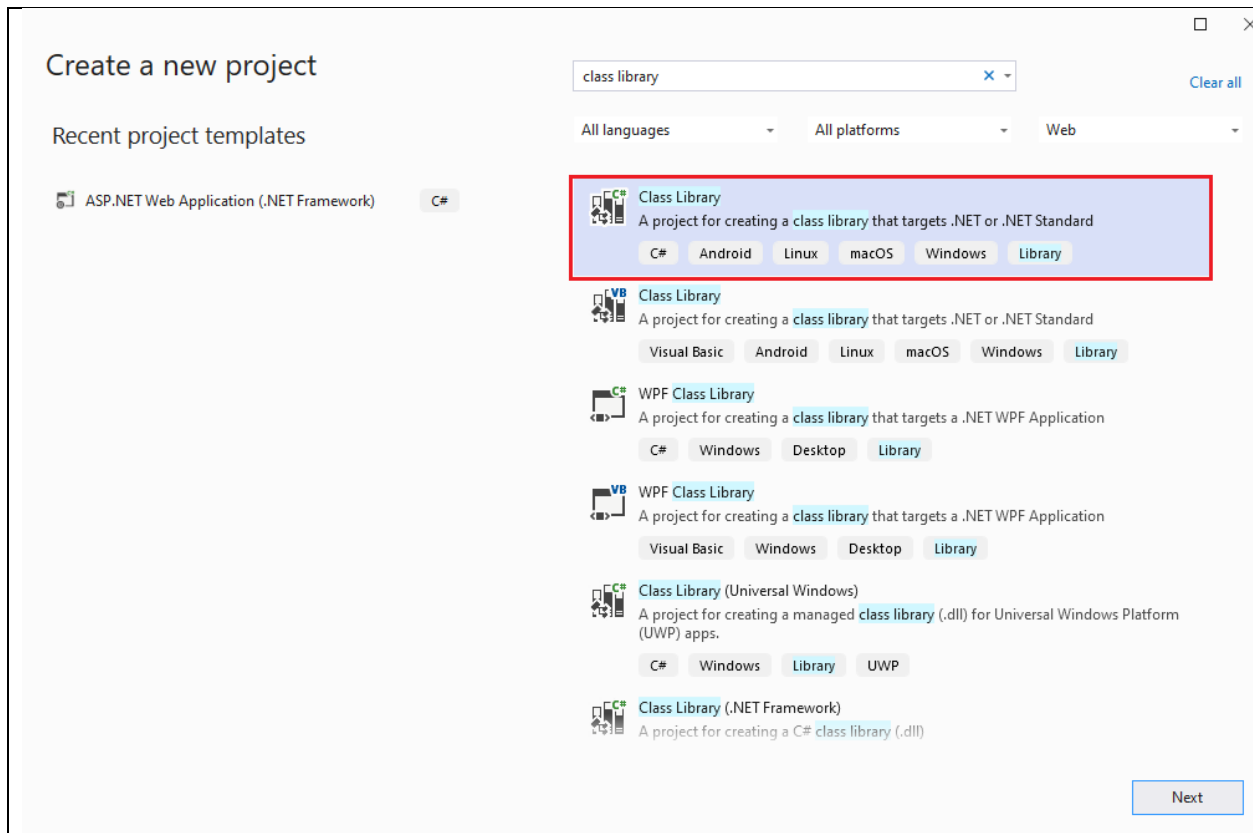 Create a new project
class library
Clear all
Recent project templates
All languages
All platforms
Web
ASP.NET Web Application (.NET Framework)
C#
C#
Class Library
A project for creating a class library that targets .NET or .NET Standard
C# Android Linux macOS Windows Library
VB
Class Library
A project for creating a class library that targets .NET or .NET Standard
Visual Basic Android Linux macOS Windows Library
C#
WPF Class Library
A project for creating a class library that targets a .NET WPF Application
C# Windows Desktop Library
VB
WPF Class Library
A project for creating a class library that targets a .NET WPF Application
Visual Basic Windows Desktop Library
C#
Class Library (Universal Windows)
A project for creating a managed class library (.dll) for Universal Windows Platform
(UWP) apps.
C# Windows Library UWP
C#
Class Library (.NET Framework)
A project for creating a C# class library (.dll)
Next